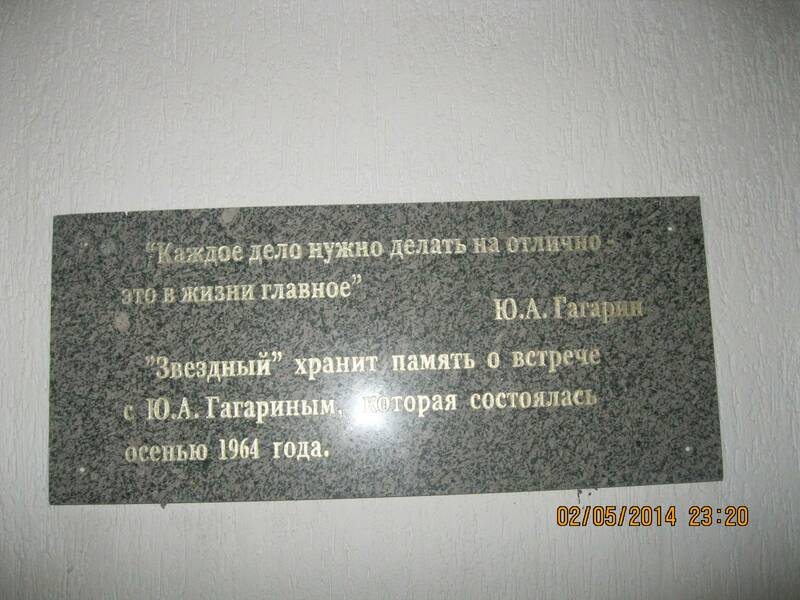 "Каждое дело нужно делать на отлично -
это в жизни главное"
Ю.А. Гагарин
"Звездный" хранит память о встрече
с Ю.А. Гагариным, которая состоялась
осенью 1964 года.
02/05/2014 23:20